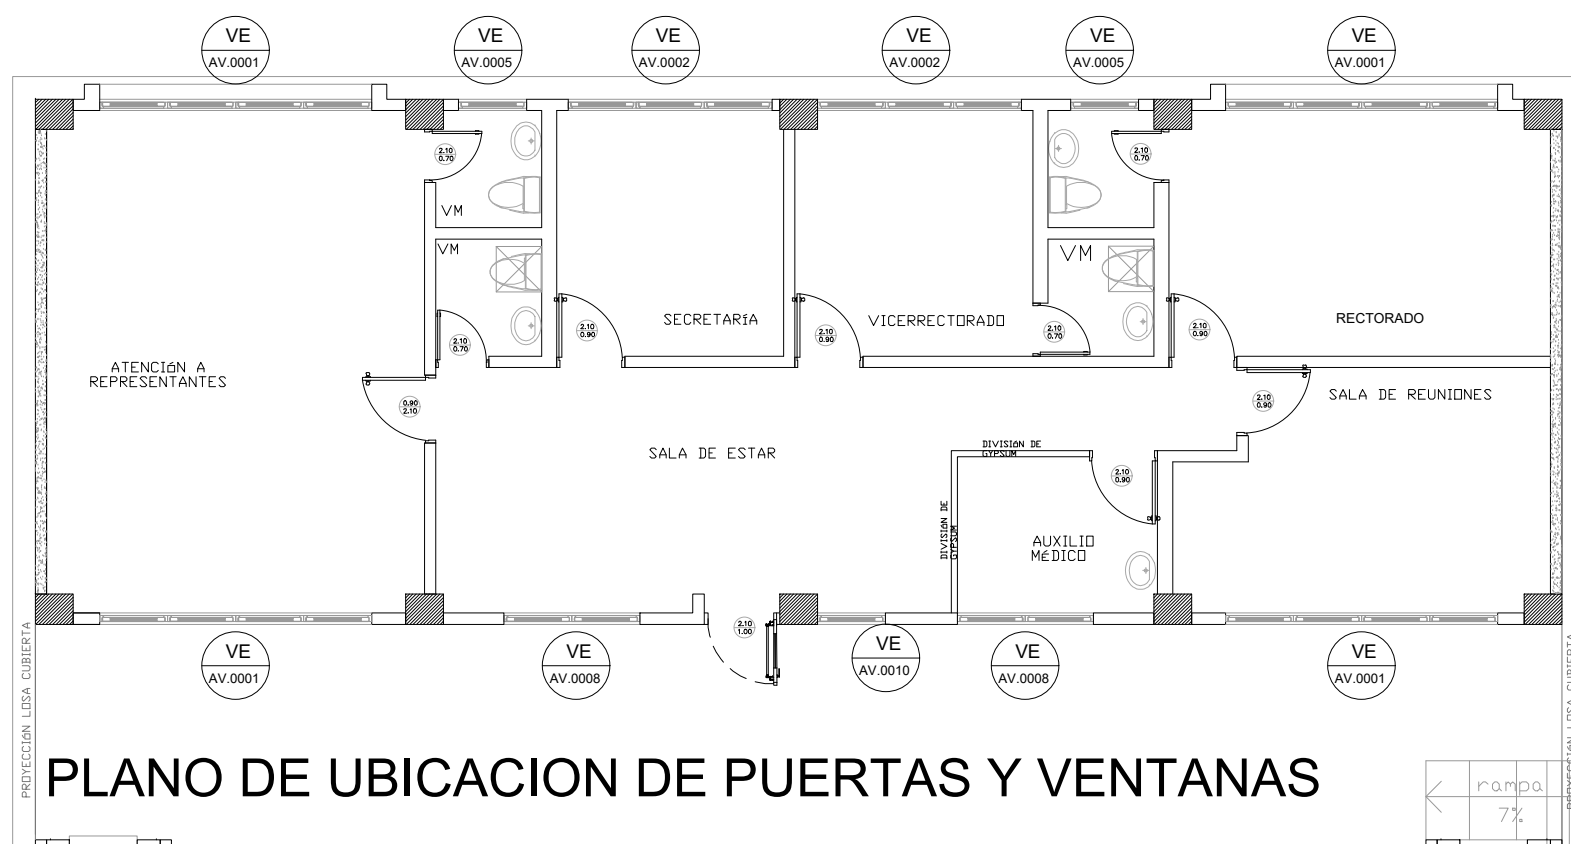 VE
AV.0001
VE
AV.0005
VE
AV.0002
VE
AV.0002
VE
AV.0005
VE
AV.0001
2.10
0.70
2.10
0.70
VM
VM
VM
SECRETARíA
VICERRECTORADO
RECTORADO
2.10
0.70
2.10
0.90
2.10
0.90
2.10
0.70
2.10
0.90
ATENCIóN A
REPRESENTANTES
0.90
2.10
2.10
0.90
SALA DE REUNIONES
SALA DE ESTAR
DIVISIóN DE
GYPSUM
2.10
0.90
DIVISIóN DE
GYPSUM
AUXILIO
MéDICO
2.10
1.00
VE
AV.0001
VE
AV.0008
VE
AV.0010
VE
AV.0008
VE
AV.0001
PROYECCIóN LOSA CUBIERTA
PROYECCIóN LOSA CUBIERTA
PLANO DE UBICACION DE PUERTAS Y VENTANAS
rampa
7%